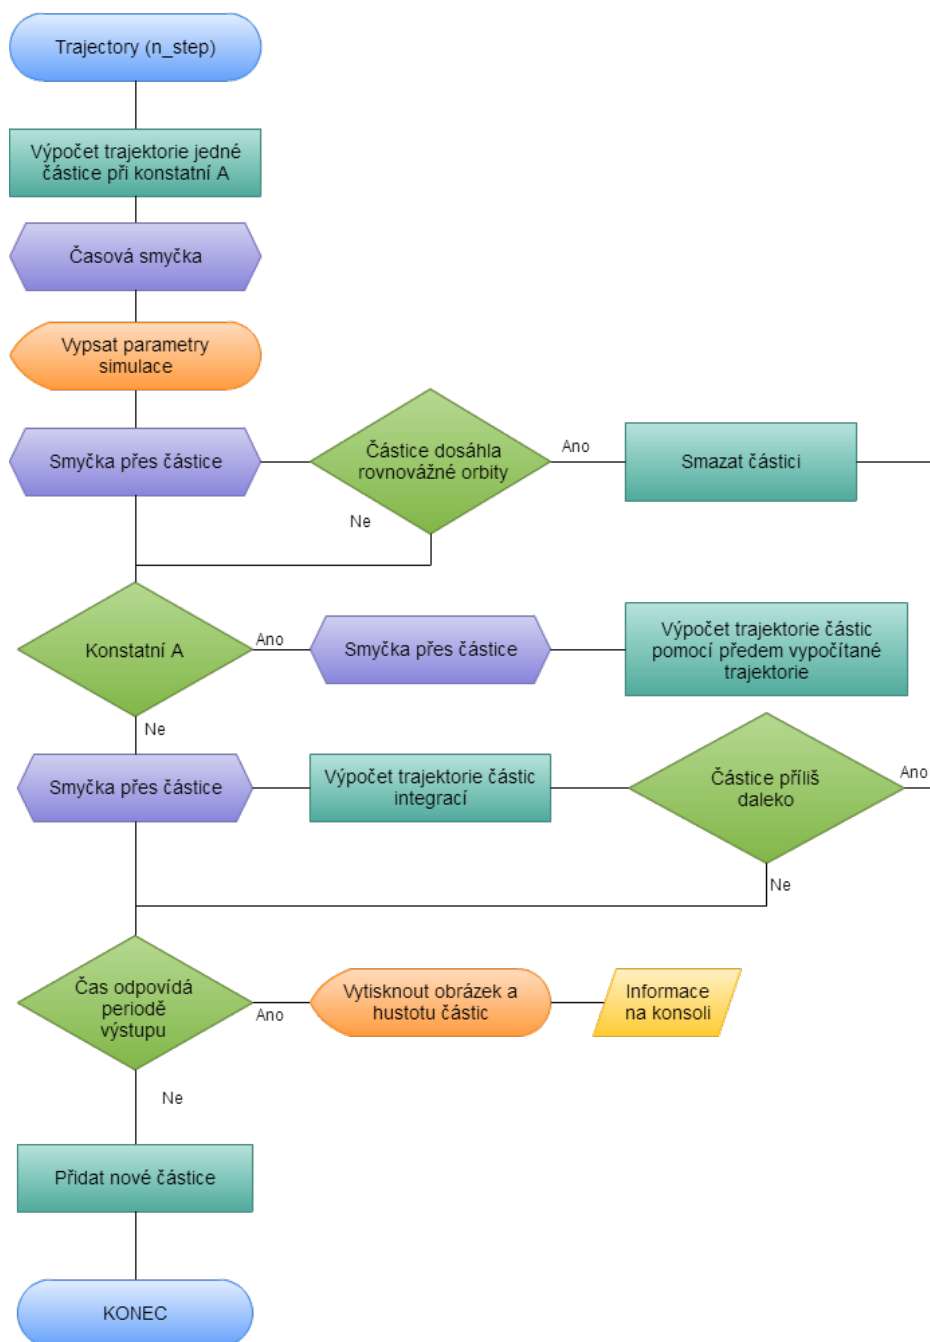 Trajectory (n_step)
Výpočet trajektorie jedné
částice při konstatní A
Časová smyčka
Vypsat parametry
simulace
Smyčka přes částice
Částice dosáhla
rovnovážné orbity
Ano
Smazat částici
Ne
Konstatní A
Ano
Smyčka přes částice
Výpočet trajektorie částic
pomocí předem vypočítané
trajektorie
Ne
Smyčka přes částice
Výpočet trajektorie částic
integrací
Částice příliš
daleko
Ano
Ne
Čas odpovídá
periodě
výstupu
Ano
Vytisknout obrázek a
hustotu částic
Informace
na konsoli
Ne
Přidat nové částice
KONEC